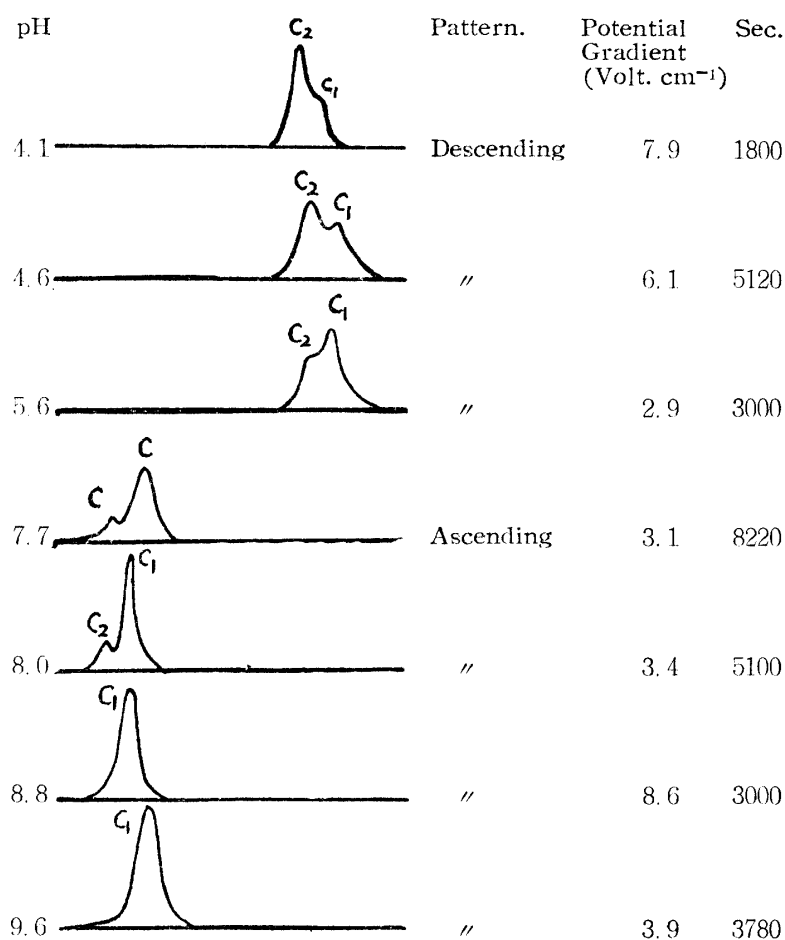 pH Pattern. Potential Gradient (Volt. cm⁻¹) Sec.
C₂ C₁
4.1 Descending 7.9 1800
C₂ C₁
4.6 〃 6.1 5120
C₂ C₁
5.6 〃 2.9 3000
C C
7.7 Ascending 3.1 8220
C₂ C₁
8.0 〃 3.4 5100
C₁
8.8 〃 8.6 3000
C₁
9.6 〃 3.9 3780